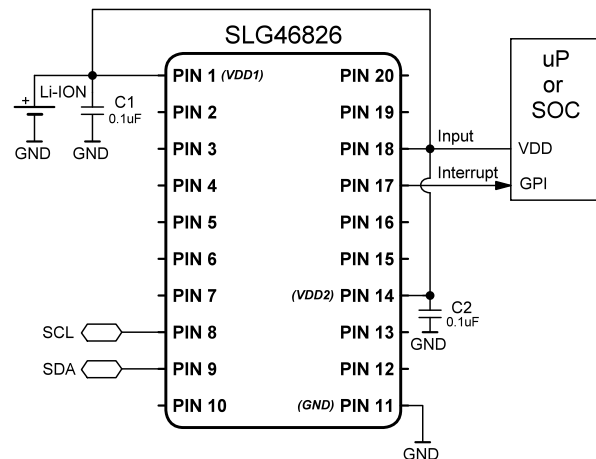 SLG46826
uP
or
SOC
Li-ION
C1
0.1uF
GND
GND
PIN 1 (VDD1)
PIN 20
PIN 2
PIN 19
PIN 3
PIN 18
Input
VDD
PIN 4
PIN 17
Interrupt
GPI
PIN 5
PIN 16
PIN 6
PIN 15
PIN 7
(VDD2) PIN 14
C2
0.1uF
GND
SCL
PIN 8
PIN 13
SDA
PIN 9
PIN 12
PIN 10
(GND) PIN 11
GND
+